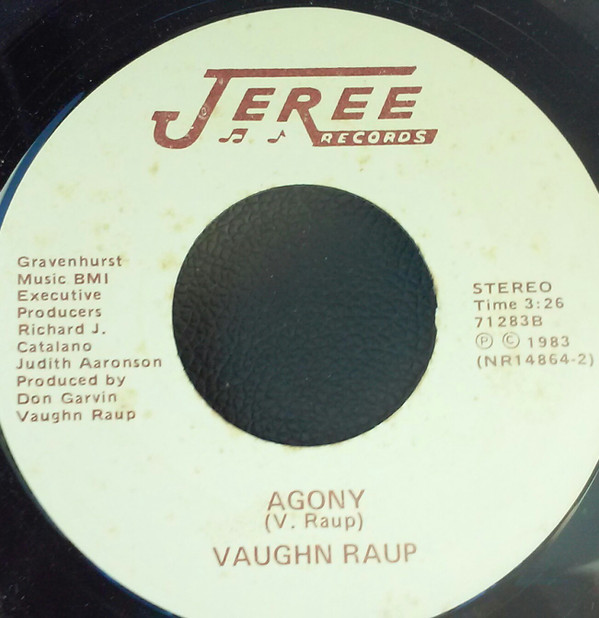 JEREE
RECORDS
Gravenhurst
Music BMI
Executive
Producers
Richard J.
Catalano
Judith Aaronson
Produced by
Don Garvin
Vaughn Raup
STEREO
Time 3:26
71283B
Ⓟ © 1983
(NR14864-2)
AGONY
(V. Raup)
VAUGHN RAUP